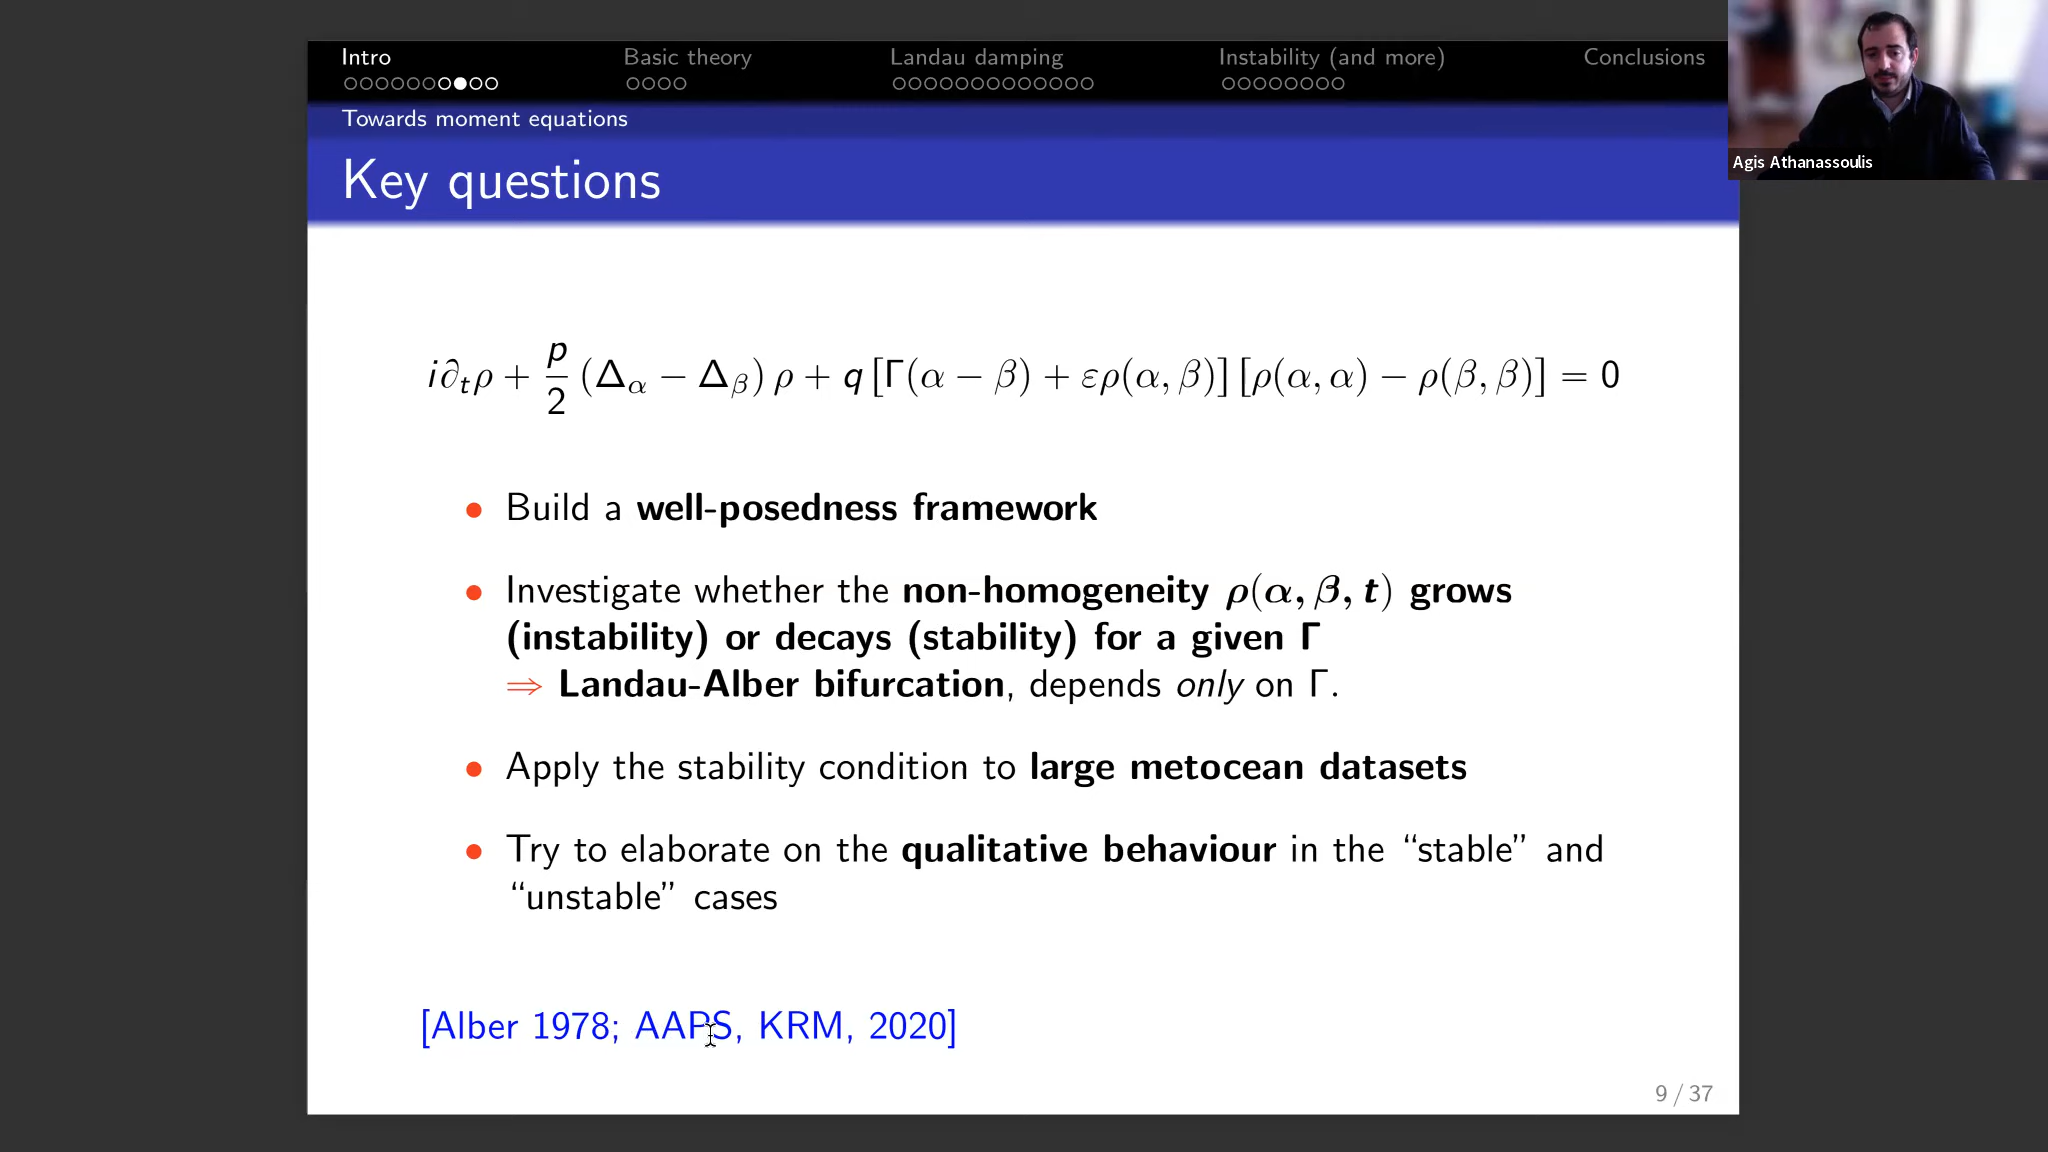 Intro Basic theory Landau damping Instability (and more) Conclusions
Towards moment equations
Key questions
i∂ₜρ + p/2 (Δ_α − Δ_β) ρ + q [Γ(α − β) + ερ(α, β)] [ρ(α, α) − ρ(β, β)] = 0
• Build a well-posedness framework
• Investigate whether the non-homogeneity ρ(α, β, t) grows
(instability) or decays (stability) for a given Γ
⇒ Landau-Alber bifurcation, depends only on Γ.
• Apply the stability condition to large metocean datasets
• Try to elaborate on the qualitative behaviour in the “stable” and
“unstable” cases
[Alber 1978; AAPS, KRM, 2020]
9 / 37
Agis Athanassoulis